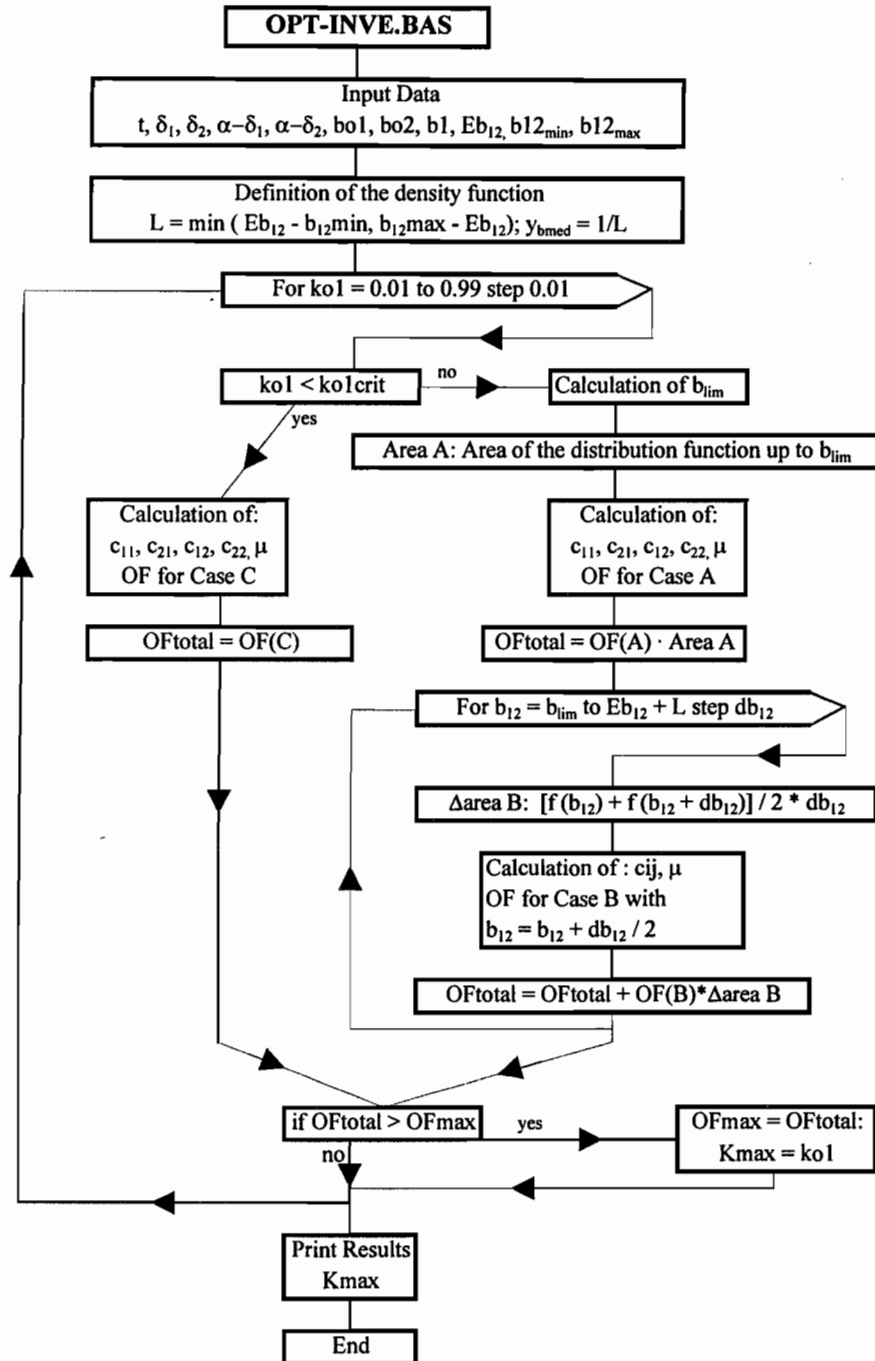 OPT-INVE.BAS
Input Data
t, δ₁, δ₂, α−δ₁, α−δ₂, bo1, bo2, b1, Eb₁₂, b12ₘᵢₙ, b12ₘₐₓ
Definition of the density function
L = min ( Eb₁₂ - b₁₂min, b₁₂max - Eb₁₂); y_bmed = 1/L
For ko1 = 0.01 to 0.99 step 0.01
ko1 < ko1crit
no
Calculation of b_lim
yes
Area A: Area of the distribution function up to b_lim
Calculation of:
c₁₁, c₂₁, c₁₂, c₂₂, μ
OF for Case C
Calculation of:
c₁₁, c₂₁, c₁₂, c₂₂, μ
OF for Case A
OFtotal = OF(C)
OFtotal = OF(A) · Area A
For b₁₂ = b_lim to Eb₁₂ + L step db₁₂
Δarea B: [f (b₁₂) + f (b₁₂ + db₁₂)] / 2 * db₁₂
Calculation of : cij, μ
OF for Case B with
b₁₂ = b₁₂ + db₁₂ / 2
OFtotal = OFtotal + OF(B)*Δarea B
if OFtotal > OFmax
yes
OFmax = OFtotal:
Kmax = ko1
no
Print Results
Kmax
End